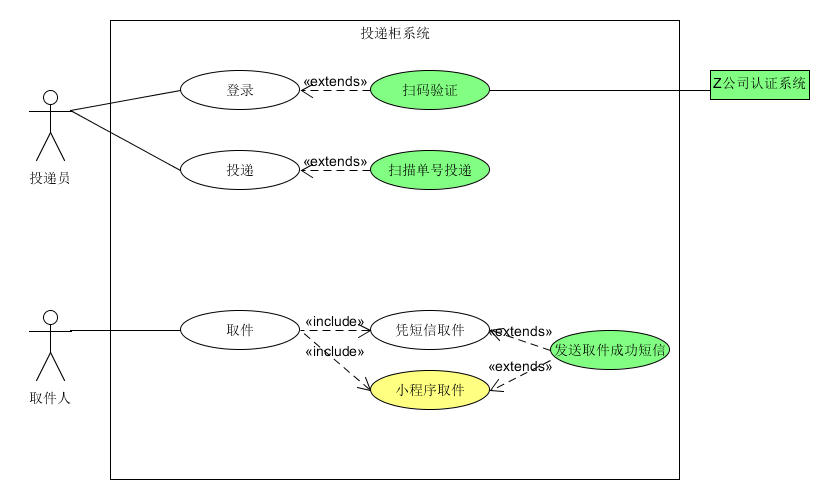 投递柜系统
登录
«extends»
扫码验证
Z公司认证系统
投递员
投递
«extends»
扫描单号投递
取件人
取件
«include»
凭短信取件
«extends»
«include»
发送取件成功短信
«extends»
小程序取件